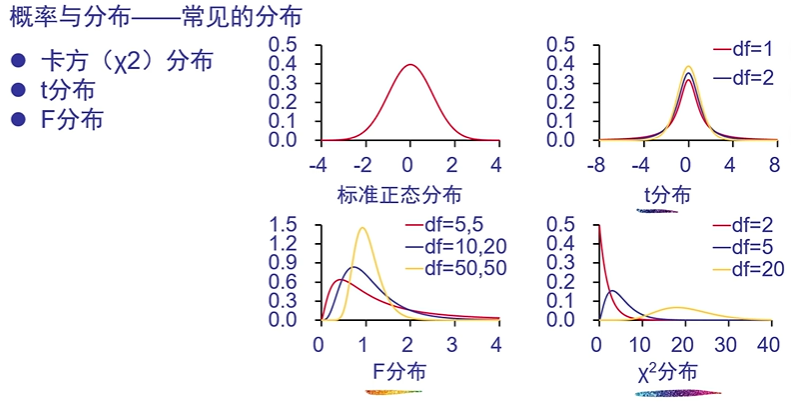 概率与分布——常见的分布
● 卡方（χ2）分布
● t分布
● F分布
0.5
0.4
0.3
0.2
0.1
0.0
-4 -2 0 2 4
标准正态分布
0.5
0.4
0.3
0.2
0.1
0.0
df=1
df=2
-8 -4 0 4 8
t分布
1.5
1.2
0.9
0.6
0.3
0.0
df=5,5
df=10,20
df=50,50
0 1 2 3 4
F分布
0.5
0.4
0.3
0.2
0.1
0.0
df=2
df=5
df=20
0 10 20 30 40
χ²分布